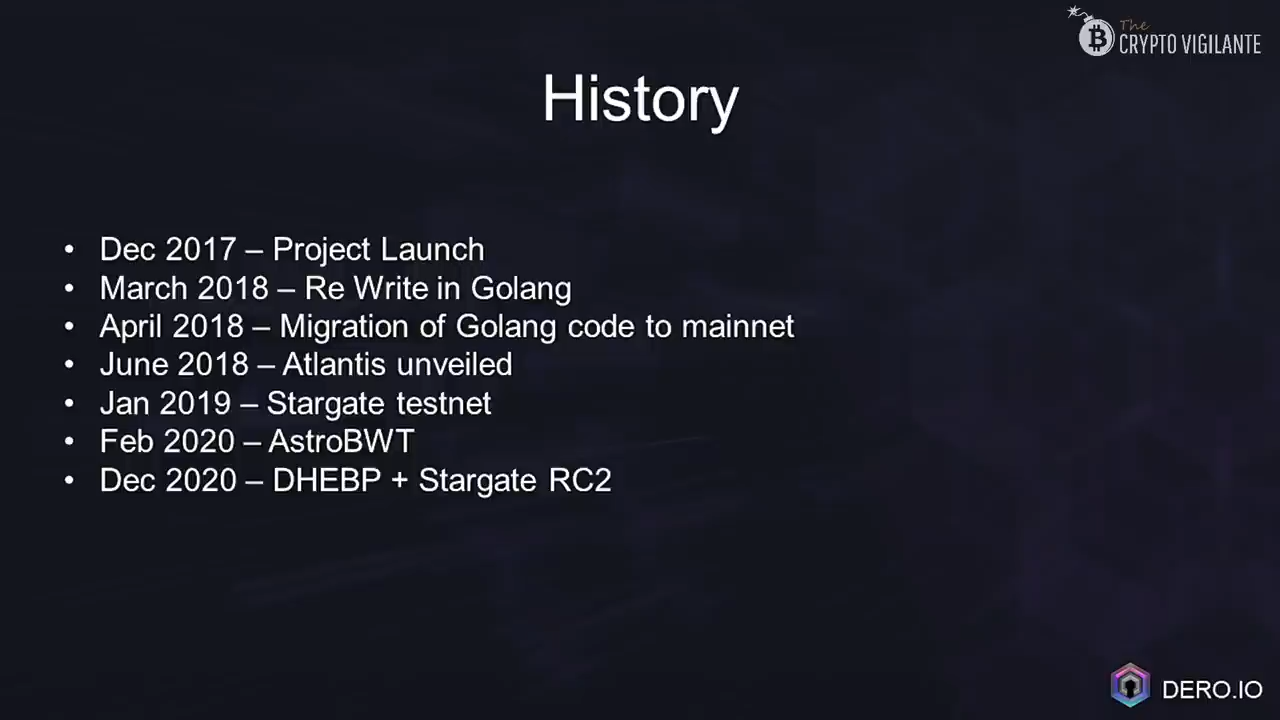 The
CRYPTO VIGILANTE
History
• Dec 2017 – Project Launch
• March 2018 – Re Write in Golang
• April 2018 – Migration of Golang code to mainnet
• June 2018 – Atlantis unveiled
• Jan 2019 – Stargate testnet
• Feb 2020 – AstroBWT
• Dec 2020 – DHEBP + Stargate RC2
DERO.IO